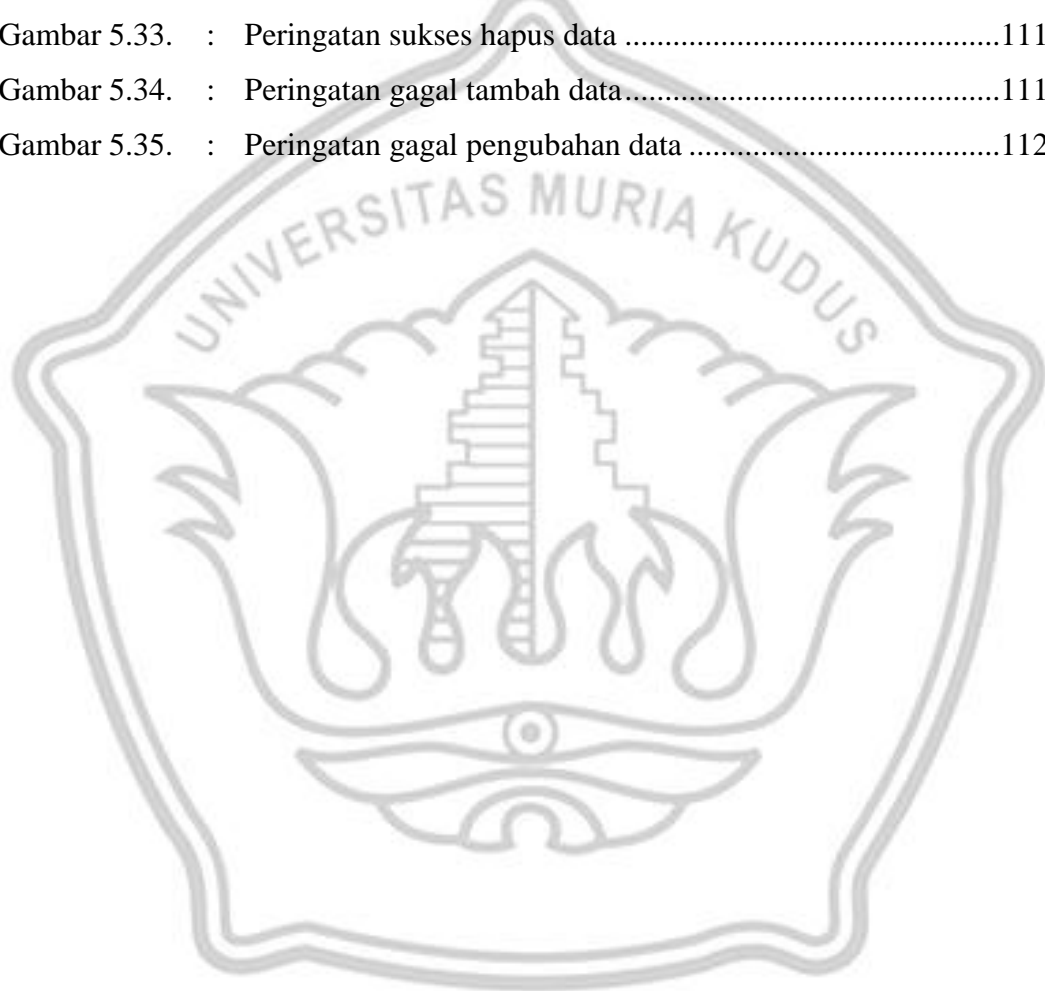 Gambar 5.33. : Peringatan sukses hapus data ...............................................111
Gambar 5.34. : Peringatan gagal tambah data...............................................111
Gambar 5.35. : Peringatan gagal pengubahan data .......................................112
UNIVERSITAS MURIA KUDUS